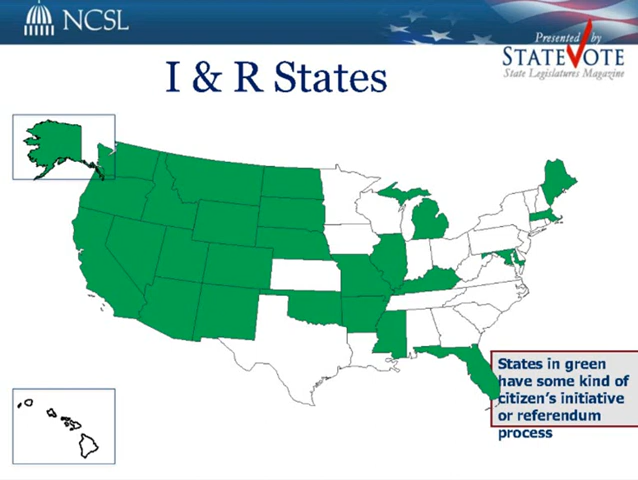 NCSL
Presented by
STATEVOTE
State Legislatures Magazine
I & R States
States in green
have some kind of
citizen's initiative
or referendum
process